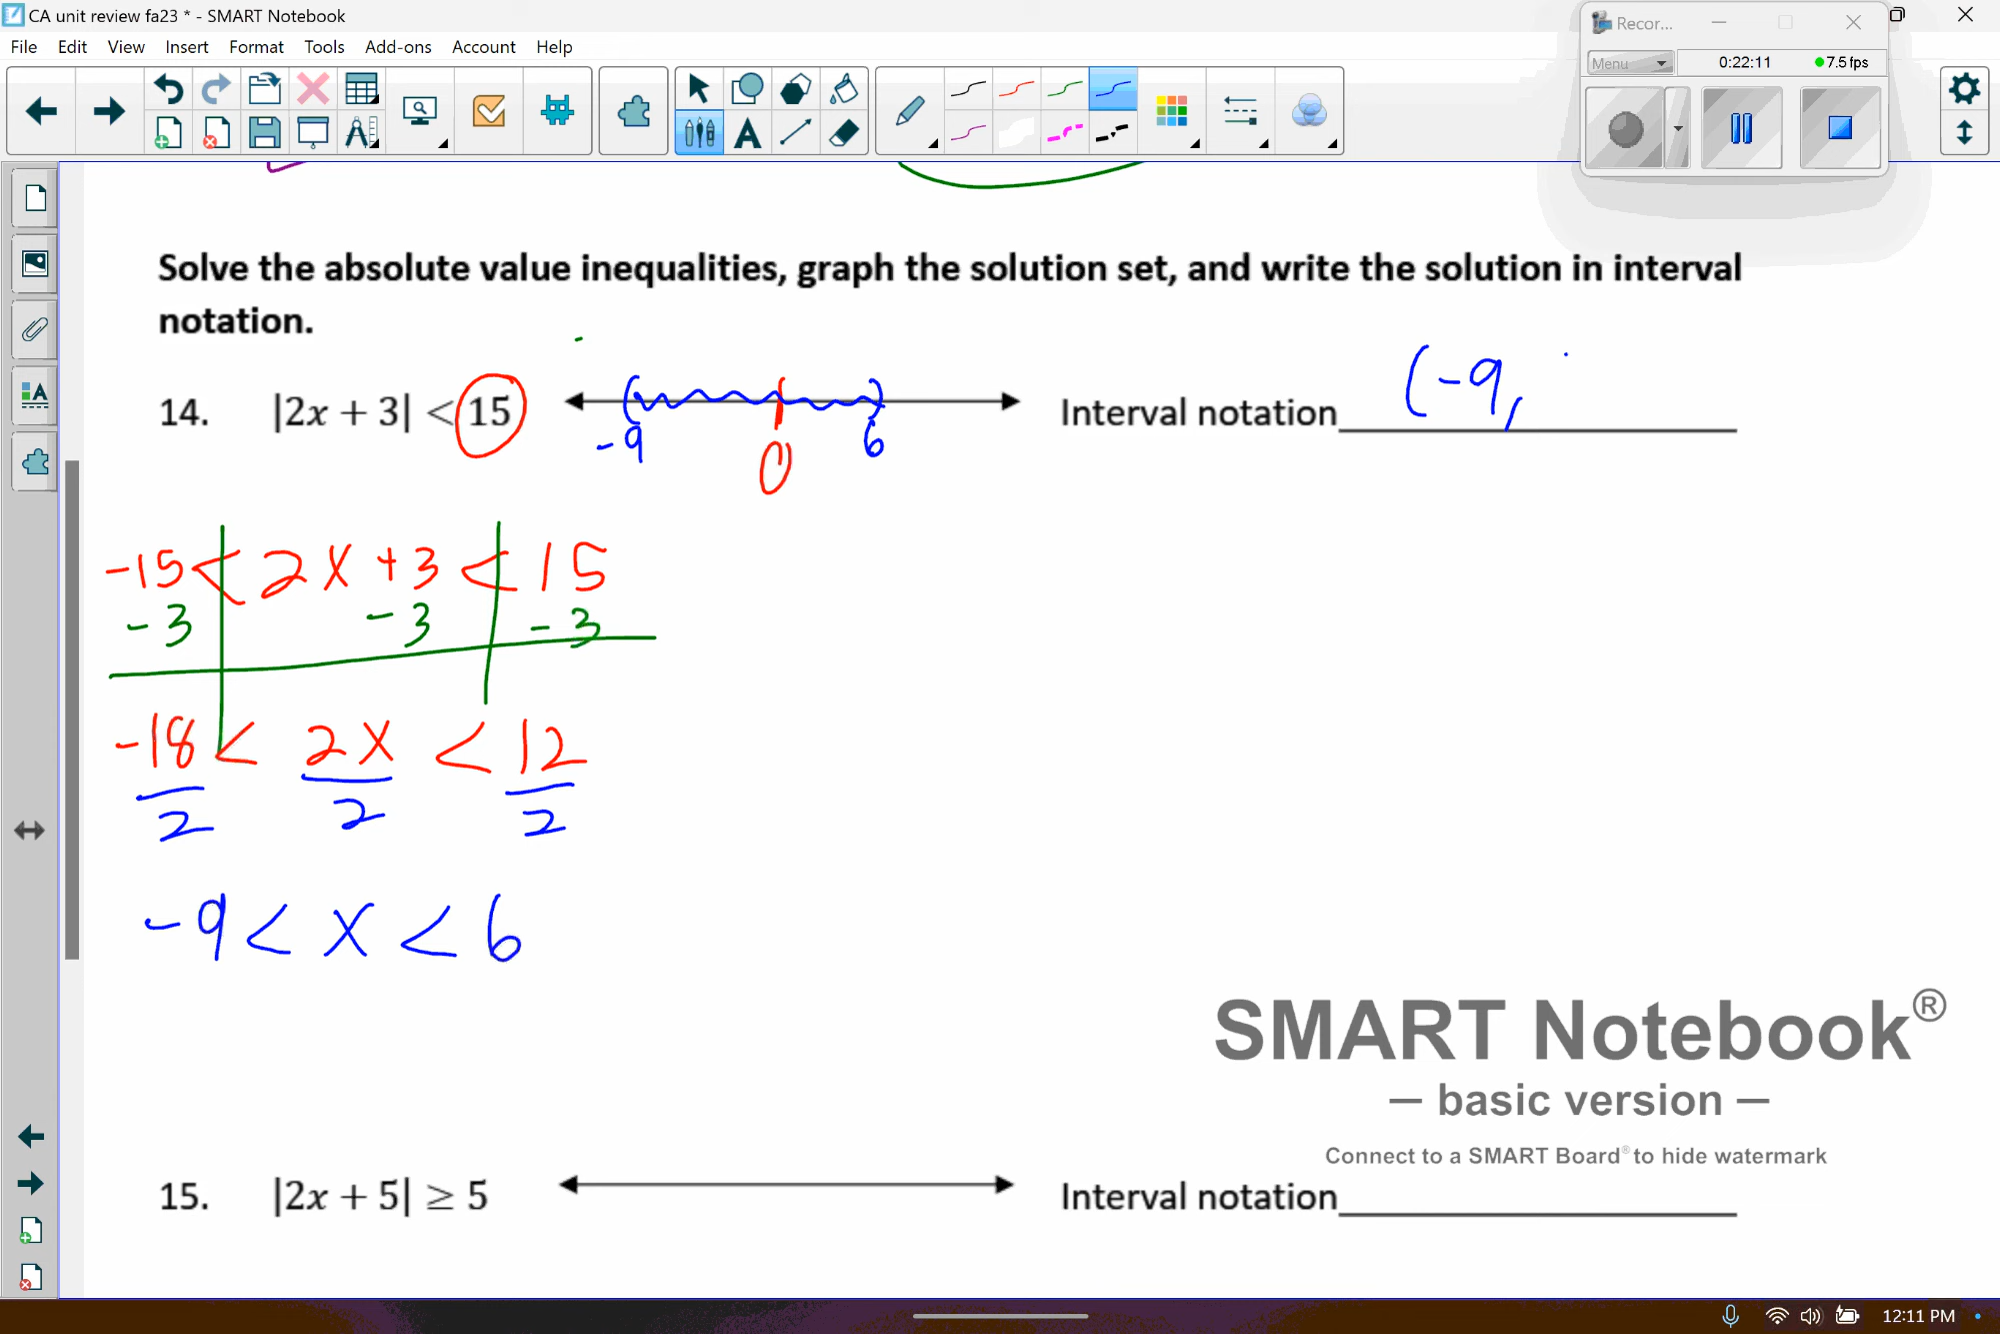 CA unit review fa23 * - SMART Notebook
File Edit View Insert Format Tools Add-ons Account Help
Recor...
Menu 0:22:11 7.5 fps
Solve the absolute value inequalities, graph the solution set, and write the solution in interval
notation.
14. |2x + 3| < 15 Interval notation (-9,
-9 0 6
-15 < 2x + 3 < 15
-3 -3 -3
-18 < 2x < 12
2 2 2
-9 < x < 6
SMART Notebook®
— basic version —
Connect to a SMART Board® to hide watermark
15. |2x + 5| ≥ 5 Interval notation
12:11 PM